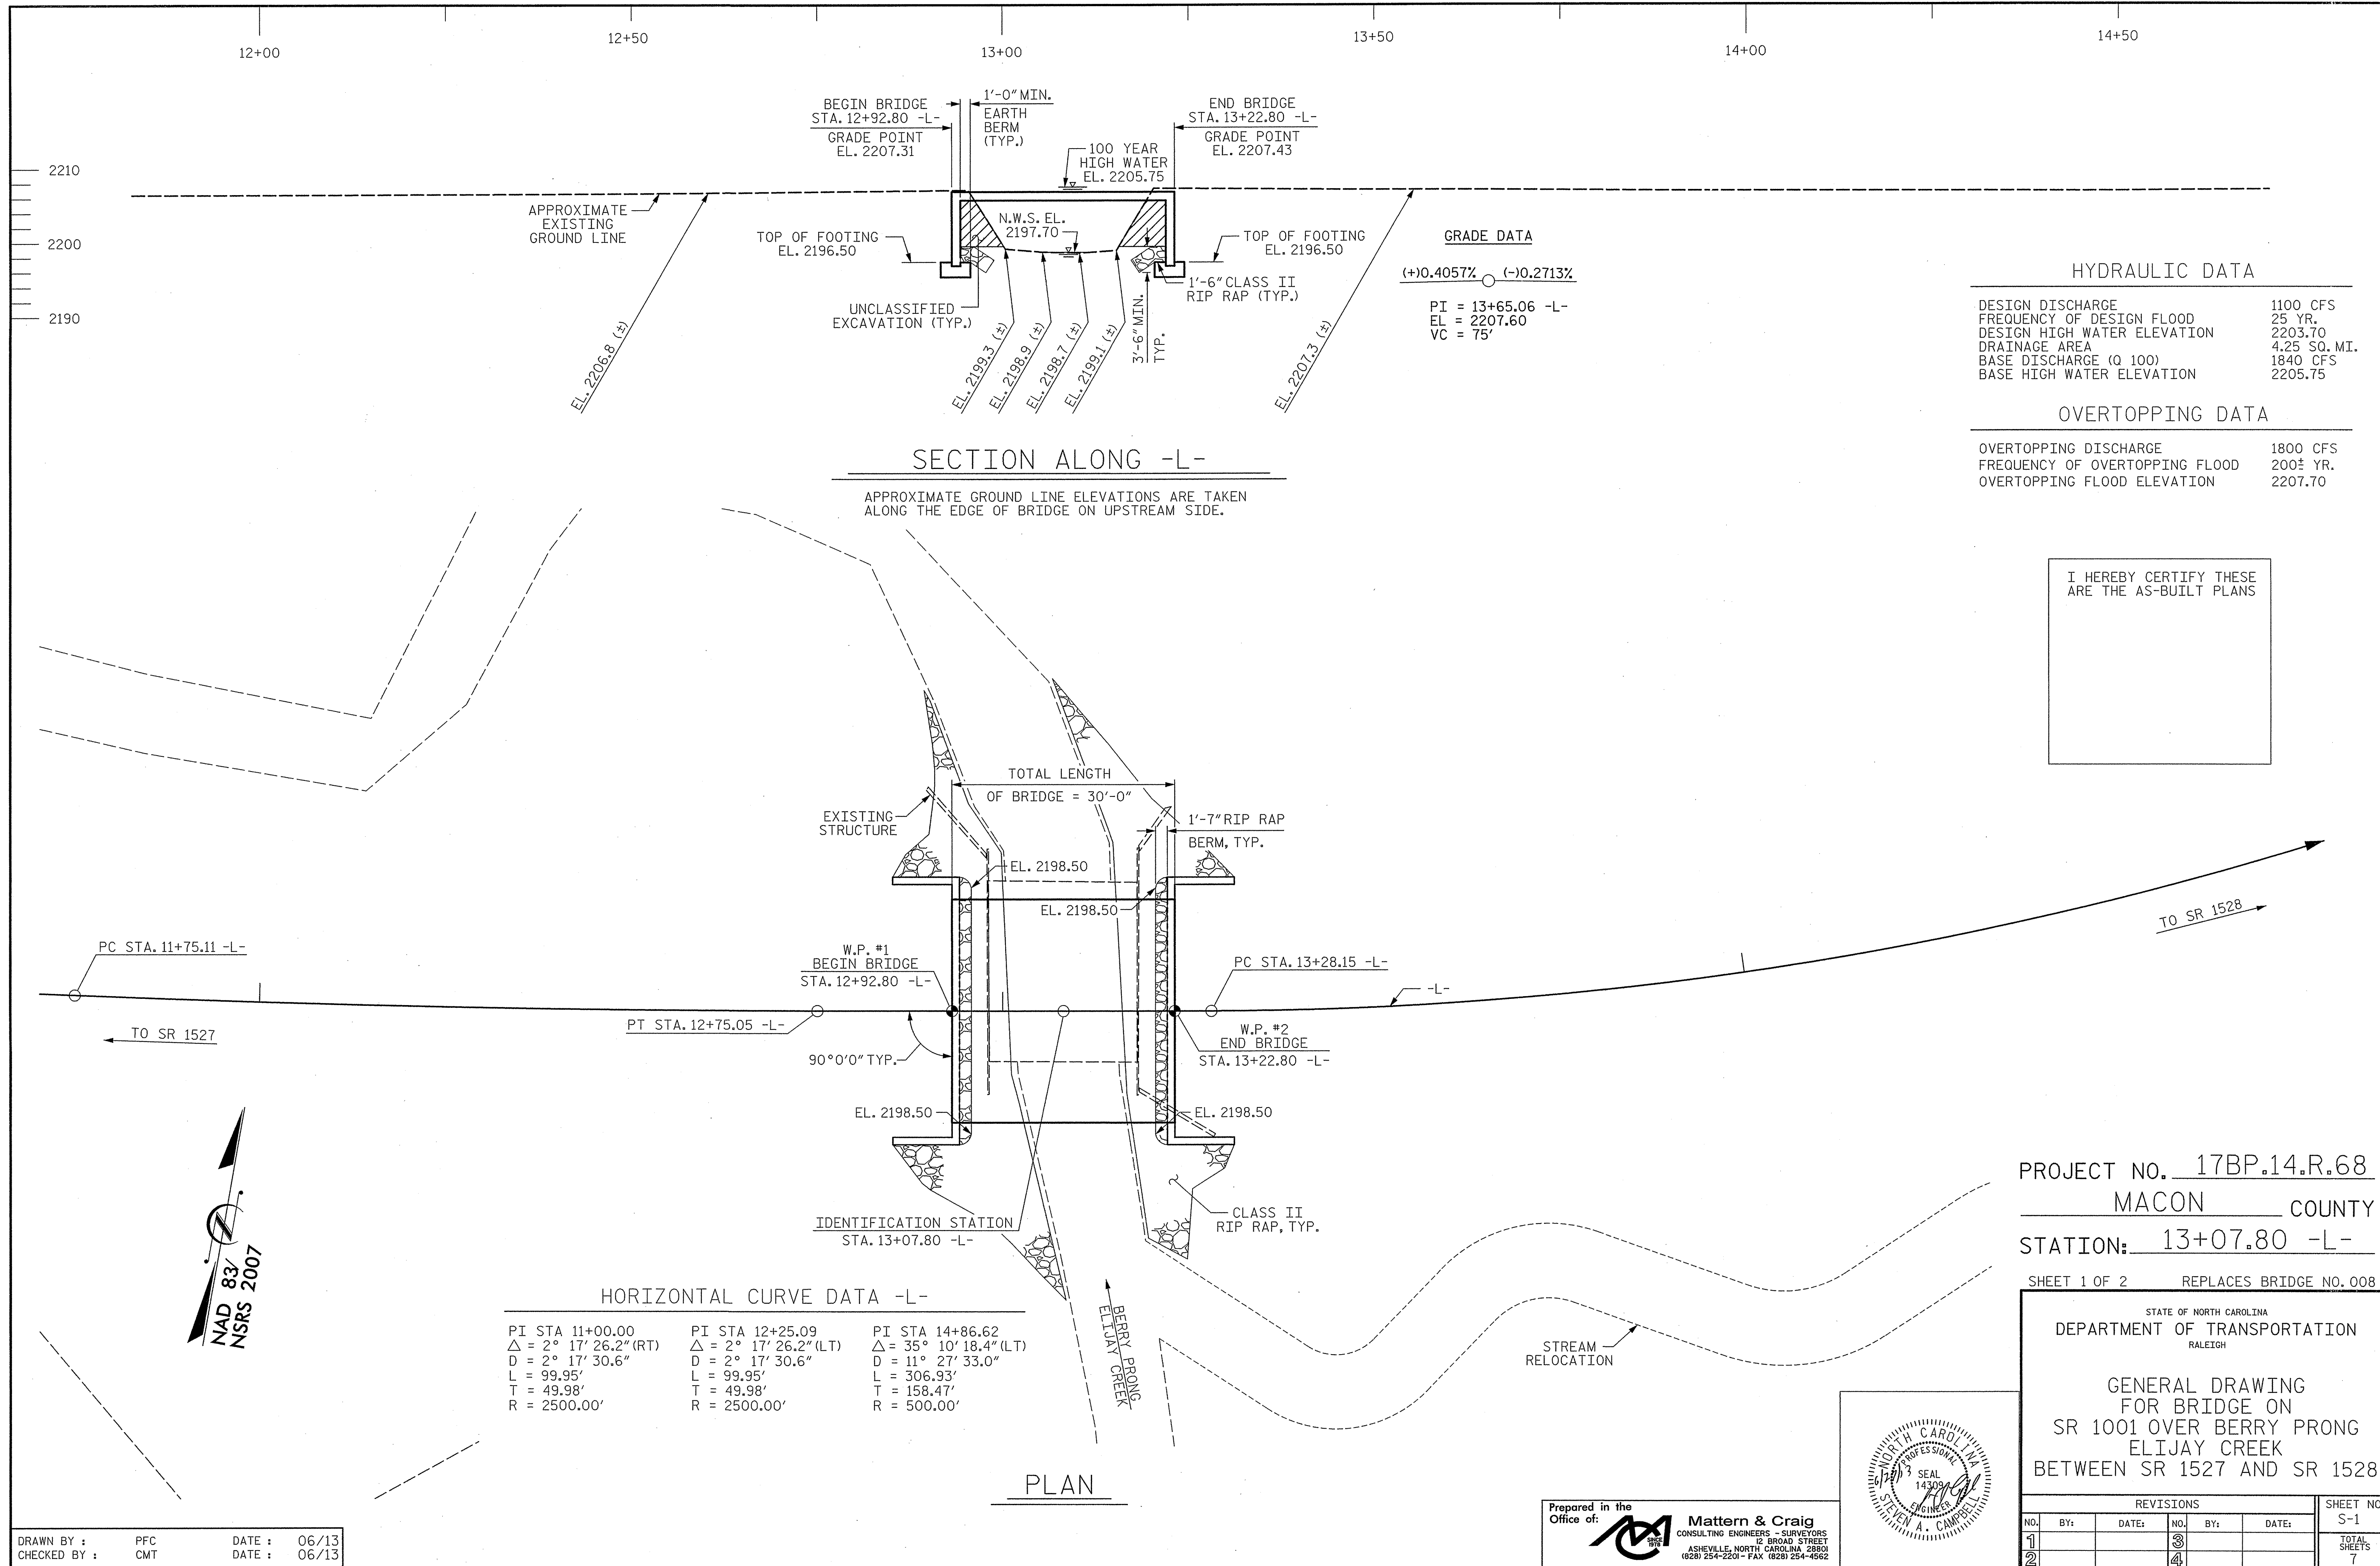 12+00
12+50
13+00
13+50
14+00
14+50
2210
2200
2190
BEGIN BRIDGE
STA. 12+92.80 -L-
GRADE POINT
EL. 2207.31
1'-0" MIN.
EARTH
BERM
(TYP.)
100 YEAR
HIGH WATER
EL. 2205.75
END BRIDGE
STA. 13+22.80 -L-
GRADE POINT
EL. 2207.43
APPROXIMATE
EXISTING
GROUND LINE
TOP OF FOOTING
EL. 2196.50
N.W.S. EL.
2197.70
TOP OF FOOTING
EL. 2196.50
UNCLASSIFIED
EXCAVATION (TYP.)
1'-6" CLASS II
RIP RAP (TYP.)
3'-6" MIN.
TYP.
EL. 2206.8 (±)
EL. 2199.3 (±)
EL. 2198.9 (±)
EL. 2198.7 (±)
EL. 2199.1 (±)
EL. 2207.3 (±)
GRADE DATA
(+)0.4057% (-)0.2713%
PI = 13+65.06 -L-
EL = 2207.60
VC = 75'
HYDRAULIC DATA
DESIGN DISCHARGE 1100 CFS
FREQUENCY OF DESIGN FLOOD 25 YR.
DESIGN HIGH WATER ELEVATION 2203.70
DRAINAGE AREA 4.25 SQ. MI.
BASE DISCHARGE (Q 100) 1840 CFS
BASE HIGH WATER ELEVATION 2205.75
OVERTOPPING DATA
OVERTOPPING DISCHARGE 1800 CFS
FREQUENCY OF OVERTOPPING FLOOD 200± YR.
OVERTOPPING FLOOD ELEVATION 2207.70
SECTION ALONG -L-
APPROXIMATE GROUND LINE ELEVATIONS ARE TAKEN
ALONG THE EDGE OF BRIDGE ON UPSTREAM SIDE.
I HEREBY CERTIFY THESE
ARE THE AS-BUILT PLANS
TOTAL LENGTH
OF BRIDGE = 30'-0"
EXISTING
STRUCTURE
1'-7" RIP RAP
BERM, TYP.
EL. 2198.50
EL. 2198.50
PC STA. 11+75.11 -L-
W.P. #1
BEGIN BRIDGE
STA. 12+92.80 -L-
PC STA. 13+28.15 -L-
-L-
TO SR 1528
TO SR 1527
PT STA. 12+75.05 -L-
90°0'0" TYP.
W.P. #2
END BRIDGE
STA. 13+22.80 -L-
EL. 2198.50
EL. 2198.50
IDENTIFICATION STATION
STA. 13+07.80 -L-
CLASS II
RIP RAP, TYP.
NAD 83/
NSRS 2007
BERRY PRONG
ELIJAY CREEK
STREAM
RELOCATION
HORIZONTAL CURVE DATA -L-
PI STA 11+00.00 PI STA 12+25.09 PI STA 14+86.62
△ = 2° 17' 26.2" (RT) △ = 2° 17' 26.2" (LT) △ = 35° 10' 18.4" (LT)
D = 2° 17' 30.6" D = 2° 17' 30.6" D = 11° 27' 33.0"
L = 99.95' L = 99.95' L = 306.93'
T = 49.98' T = 49.98' T = 158.47'
R = 2500.00' R = 2500.00' R = 500.00'
PLAN
PROJECT NO. 17BP.14.R.68
MACON COUNTY
STATION: 13+07.80 -L-
SHEET 1 OF 2 REPLACES BRIDGE NO. 008
STATE OF NORTH CAROLINA
DEPARTMENT OF TRANSPORTATION
RALEIGH
GENERAL DRAWING
FOR BRIDGE ON
SR 1001 OVER BERRY PRONG
ELIJAY CREEK
BETWEEN SR 1527 AND SR 1528
REVISIONS
NO. BY: DATE: NO. BY: DATE:
1 3
2 4
SHEET NO
S-1
TOTAL
SHEETS
7
NORTH CAROLINA
PROFESSIONAL
SEAL
14309
ENGINEER
STEVEN A. CAMPBELL
6/27/13
Prepared in the
Office of:
SINCE
1978
Mattern & Craig
CONSULTING ENGINEERS - SURVEYORS
12 BROAD STREET
ASHEVILLE, NORTH CAROLINA 28801
(828) 254-2201 - FAX (828) 254-4562
DRAWN BY : PFC DATE : 06/13
CHECKED BY : CMT DATE : 06/13